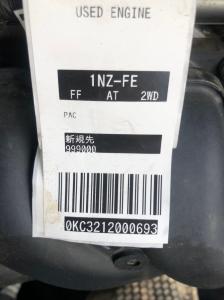 USED ENGINE
1NZ-FE
FF AT 2WD
PAC
新規先
999000
0KC3212000693